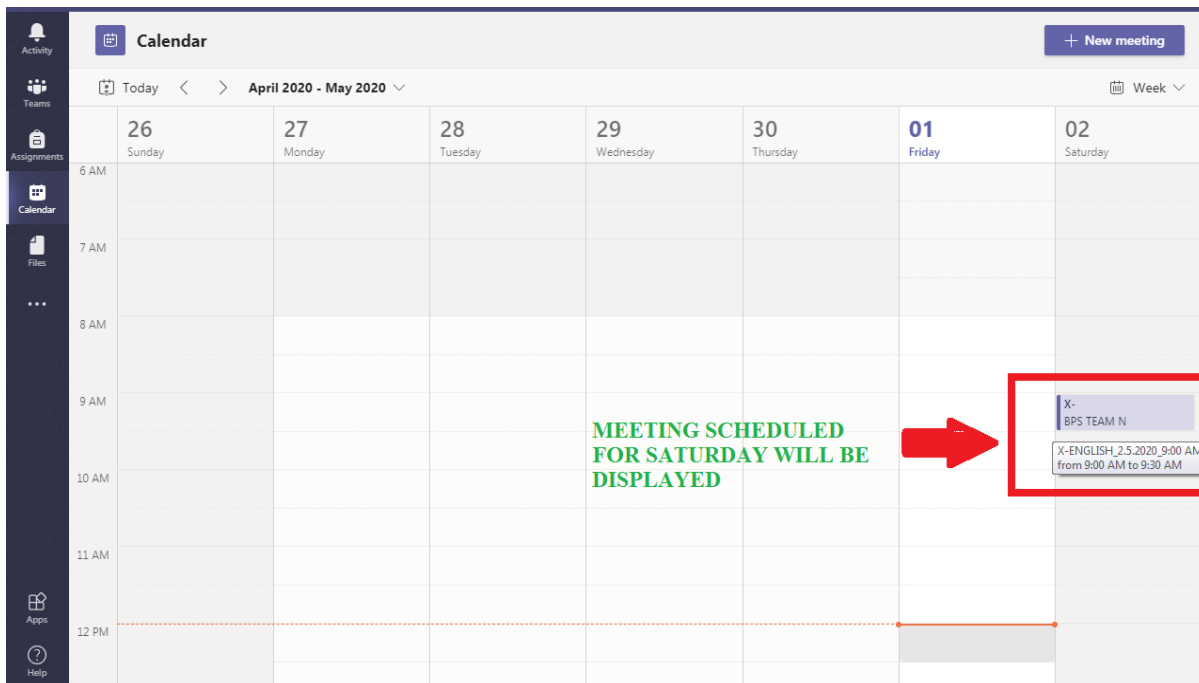 Activity
Teams
Assignments
Calendar
Files
Apps
Help
Calendar
+ New meeting
Today
April 2020 - May 2020
Week
26
Sunday
27
Monday
28
Tuesday
29
Wednesday
30
Thursday
01
Friday
02
Saturday
6 AM
7 AM
8 AM
9 AM
10 AM
11 AM
12 PM
MEETING SCHEDULED
FOR SATURDAY WILL BE
DISPLAYED
X-
BPS TEAM N
X-ENGLISH_2.5.2020_9:00 AM
from 9:00 AM to 9:30 AM